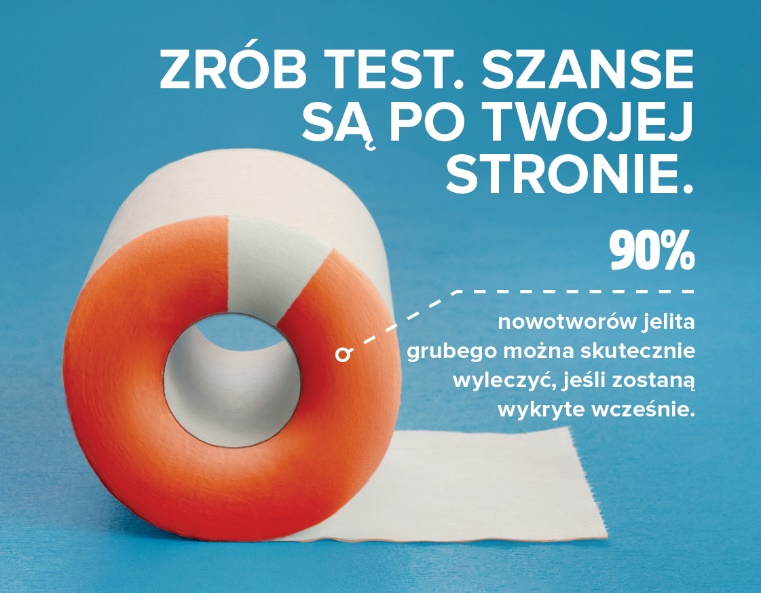 ZRÓB TEST. SZANSE
SĄ PO TWOJEJ
STRONIE.
90%
nowotworów jelita
grubego można skutecznie
wyleczyć, jeśli zostaną
wykryte wcześnie.